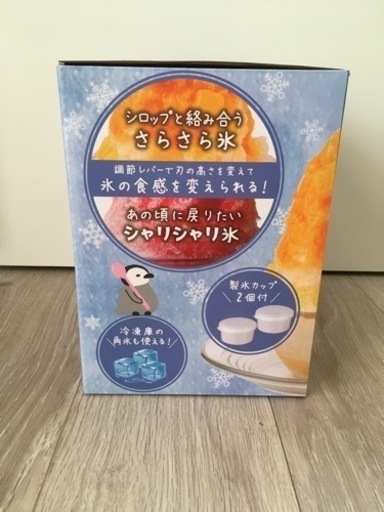 シロップと絡み合う
さらさら氷
調節レバーで刃の高さを変えて
氷の食感を変えられる!
あの頃に戻りたい
シャリシャリ氷
製氷カップ
2個付
冷凍庫の
角氷も使える!